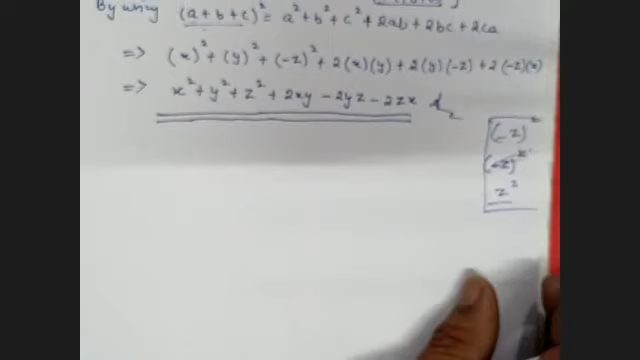 By using (a + b + c)² = a² + b² + c² + 2ab + 2bc + 2ca
=> (x)² + (y)² + (-z)² + 2(x)(y) + 2(y)(-z) + 2(-z)(x)
=> x² + y² + z² + 2xy - 2yz - 2zx
(-z)²
z²